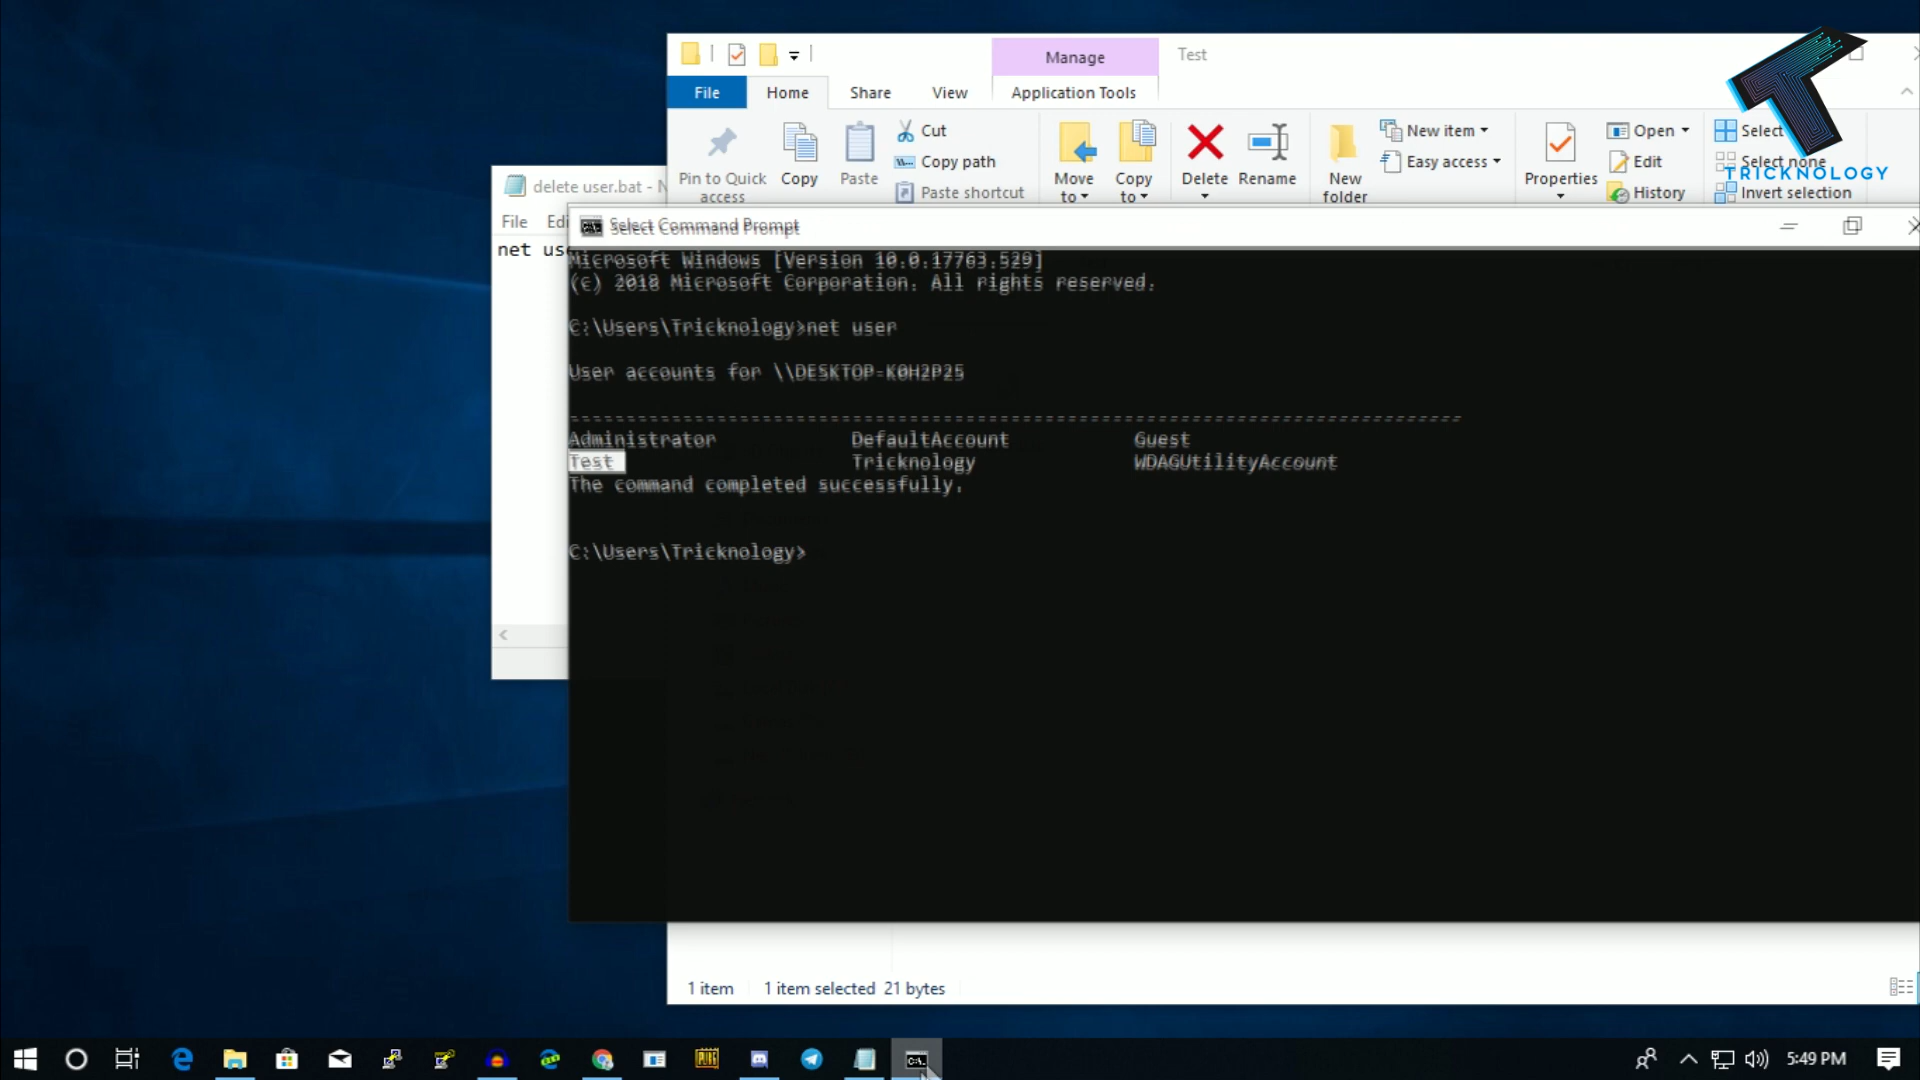 Manage
Test
File
Home
Share
View
Application Tools
Pin to Quick access
Copy
Paste
Cut
Copy path
Paste shortcut
Move to
Copy to
Delete
Rename
New folder
New item
Easy access
Properties
Open
Edit
History
Select
Select none
Invert selection
TRICKNOLOGY
delete user.bat - N
File
Edi
net us
Select Command Prompt
Microsoft Windows [Version 10.0.17763.529]
(c) 2018 Microsoft Corporation. All rights reserved.
C:\Users\Tricknology>net user
User accounts for \\DESKTOP-K0H2P25
-------------------------------------------------------------------------------
Administrator DefaultAccount Guest
Test Tricknology WDAGUtilityAccount
The command completed successfully.
C:\Users\Tricknology>
1 item 1 item selected 21 bytes
5:49 PM